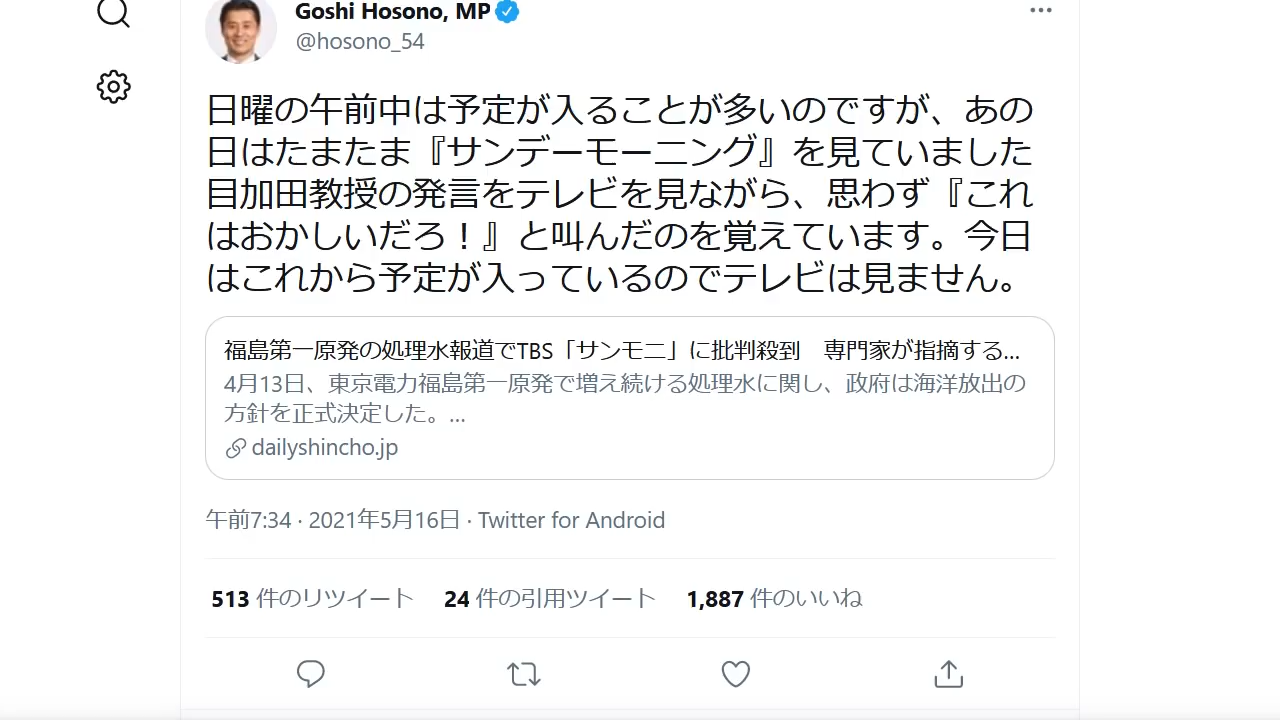 Goshi Hosono, MP
@hosono_54
日曜の午前中は予定が入ることが多いのですが、あの
日はたまたま『サンデーモーニング』を見ていました
目加田教授の発言をテレビを見ながら、思わず『これ
はおかしいだろ！』と叫んだのを覚えています。今日
はこれから予定が入っているのでテレビは見ません。
福島第一原発の処理水報道でTBS「サンモニ」に批判殺到　専門家が指摘する...
4月13日、東京電力福島第一原発で増え続ける処理水に関し、政府は海洋放出の
方針を正式決定した。...
dailyshincho.jp
午前7:34 · 2021年5月16日 · Twitter for Android
513 件のリツイート 24 件の引用ツイート 1,887 件のいいね